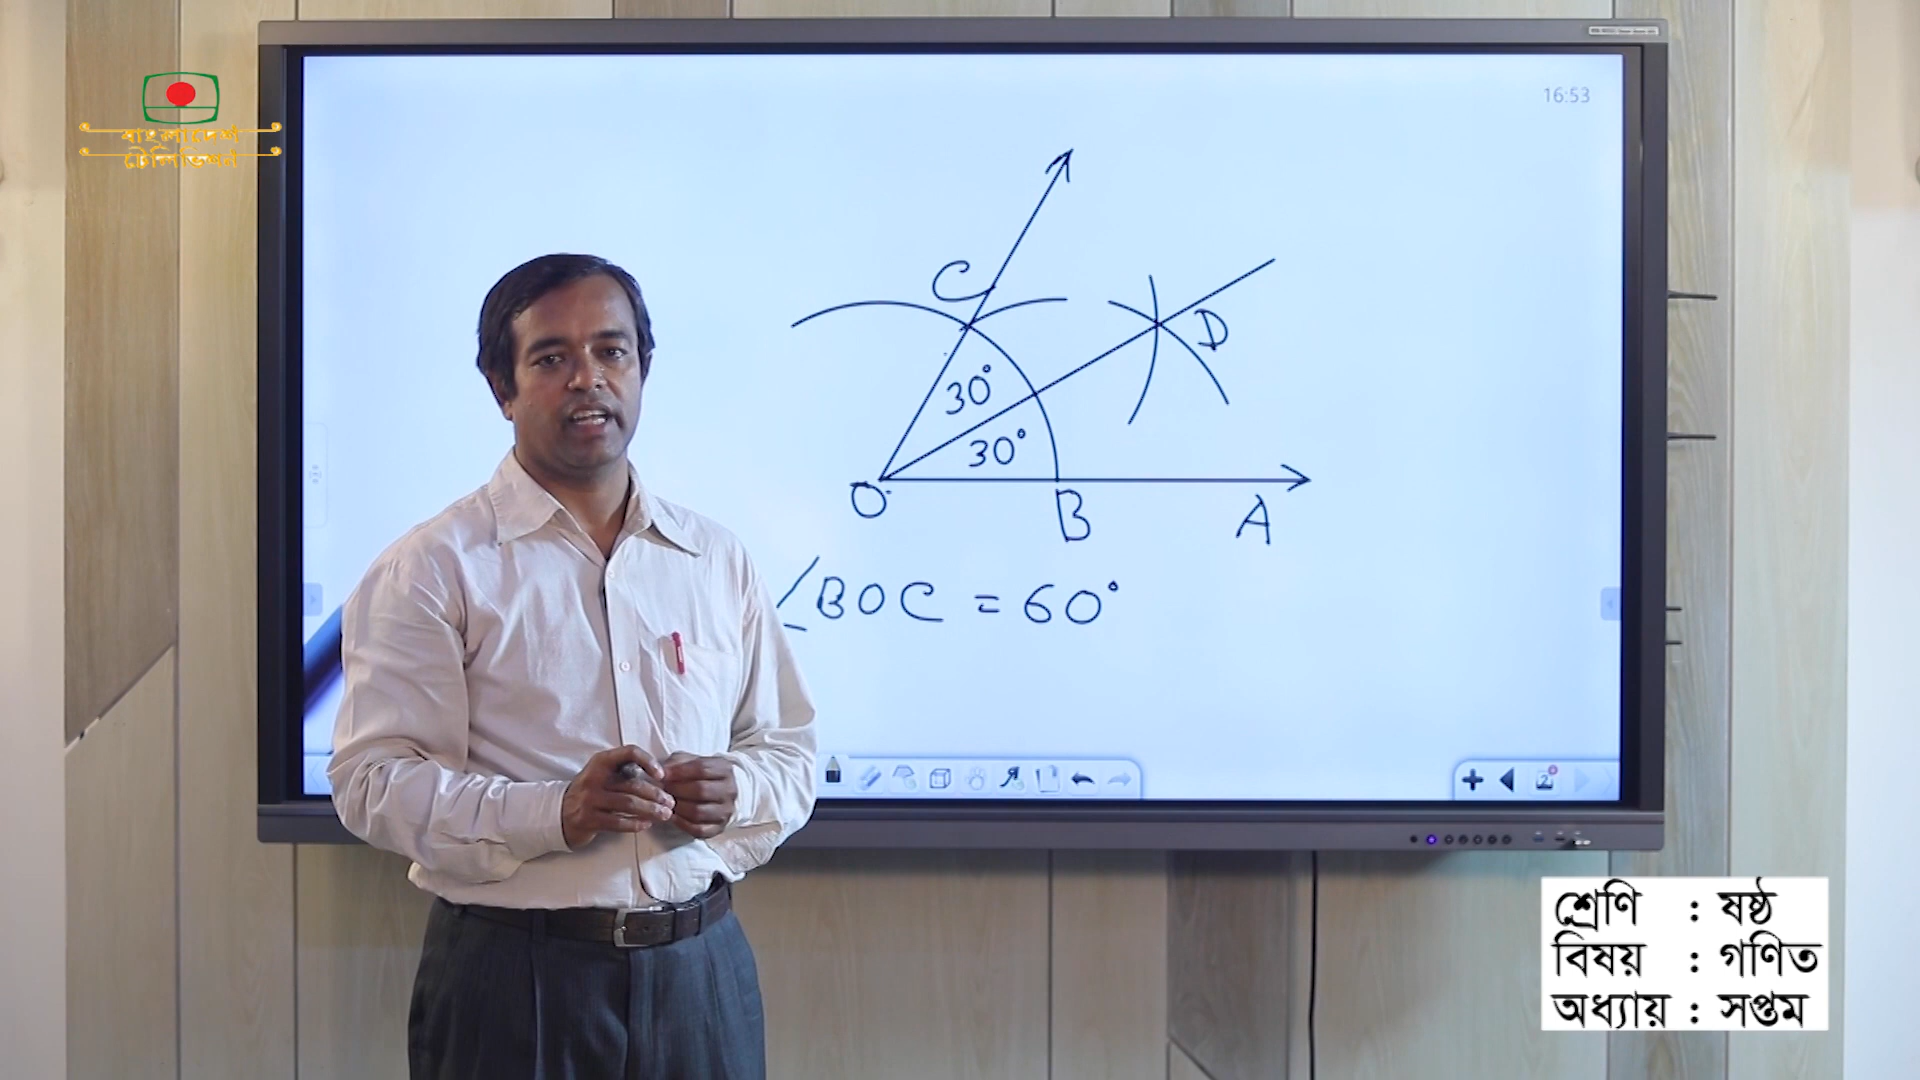 বাংলাদেশ
টেলিভিশন
16:53
C
D
30°
30°
O
B
A
∠BOC = 60°
শ্রেণি : ষষ্ঠ
বিষয় : গণিত
অধ্যায় : সপ্তম